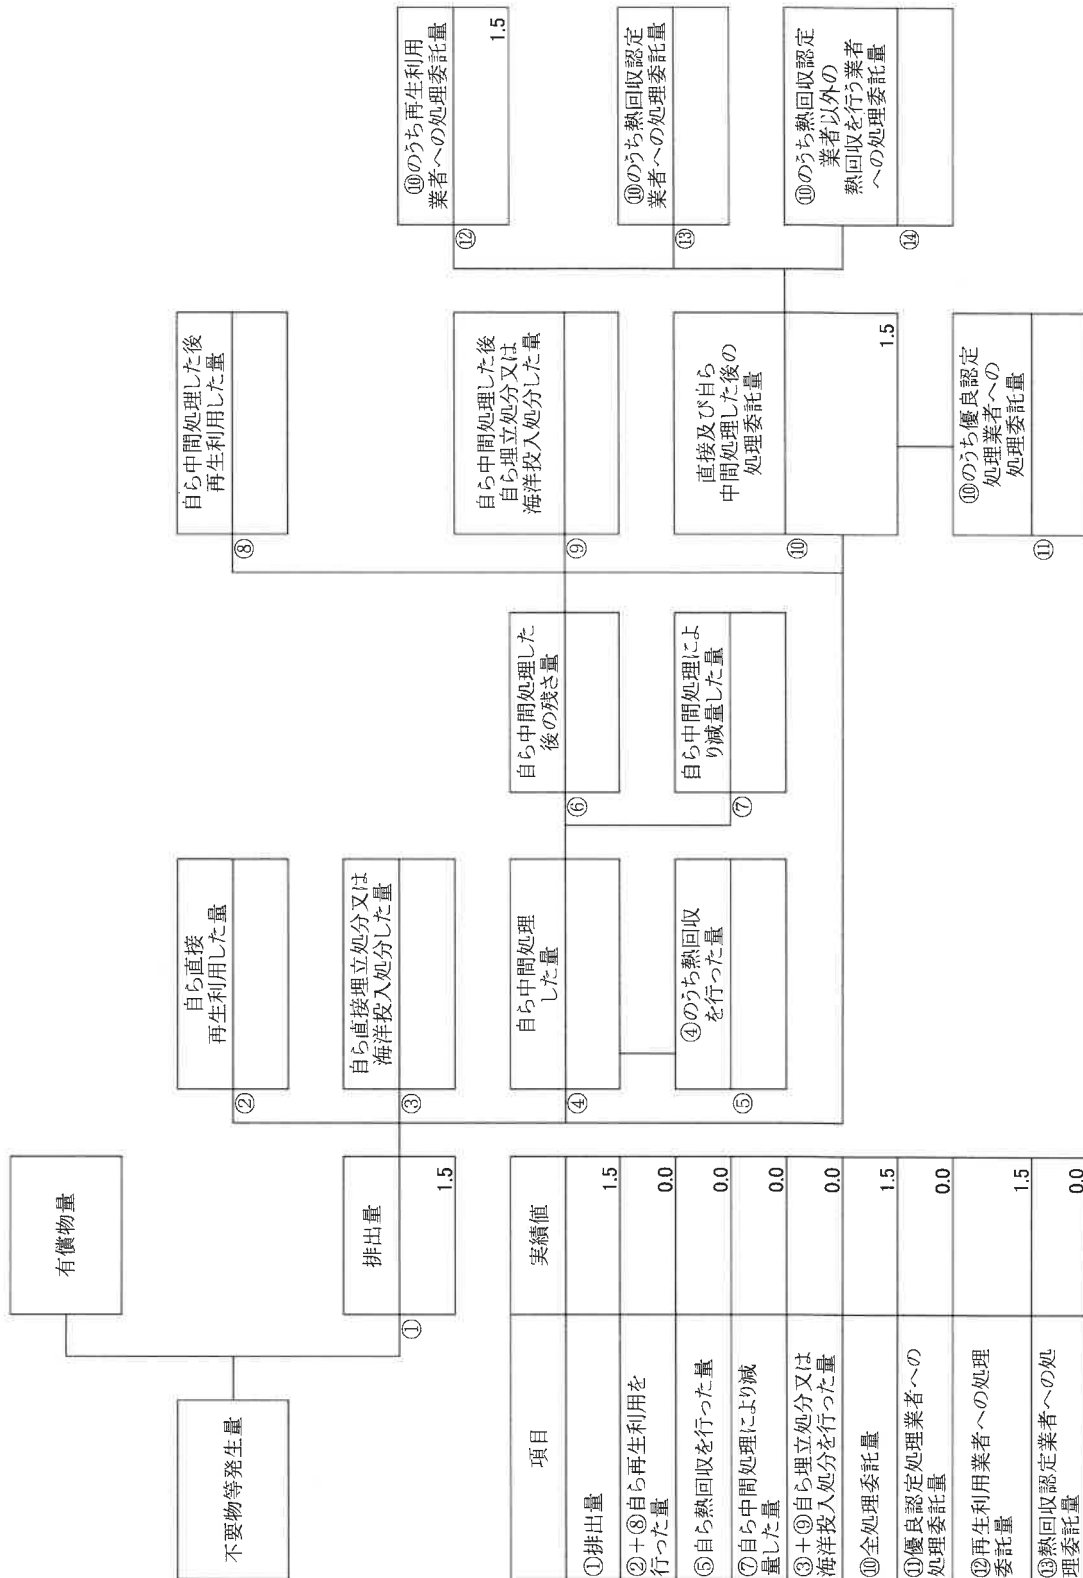 不要物等発生量
有償物量
排出量
①
1.5
自ら直接
再生利用した量
②
自ら直接埋立処分又は
海洋投入処分した量
③
自ら中間処理
した量
④
④のうち熱回収
を行った量
⑤
自ら中間処理した
後の残さ量
⑥
自ら中間処理によ
り減量した量
⑦
自ら中間処理した後
再生利用した量
⑧
自ら中間処理した後
自ら埋立処分又は
海洋投入処分した量
⑨
直接及び自ら
中間処理した後の
処理委託量
⑩
1.5
⑩のうち優良認定
処理業者への
処理委託量
⑪
⑩のうち再生利用
業者への処理委託量
⑫
1.5
⑩のうち熱回収認定
業者への処理委託量
⑬
⑩のうち熱回収認定
業者以外の
熱回収を行う業者
への処理委託量
⑭
項目
実績値
①排出量
1.5
②+⑧自ら再生利用を
行った量
0.0
⑤自ら熱回収を行った量
0.0
⑦自ら中間処理により減
量した量
0.0
③+⑨自ら埋立処分又は
海洋投入処分を行った量
0.0
⑩全処理委託量
1.5
⑪優良認定処理業者への
処理委託量
0.0
⑫再生利用業者への処理
委託量
1.5
⑬熱回収認定業者への処
理委託量
0.0